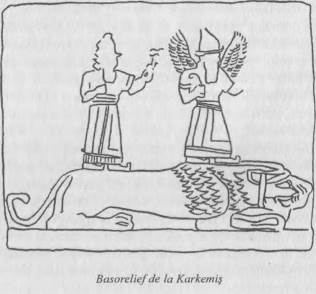 Basorelief de la Karkemiş